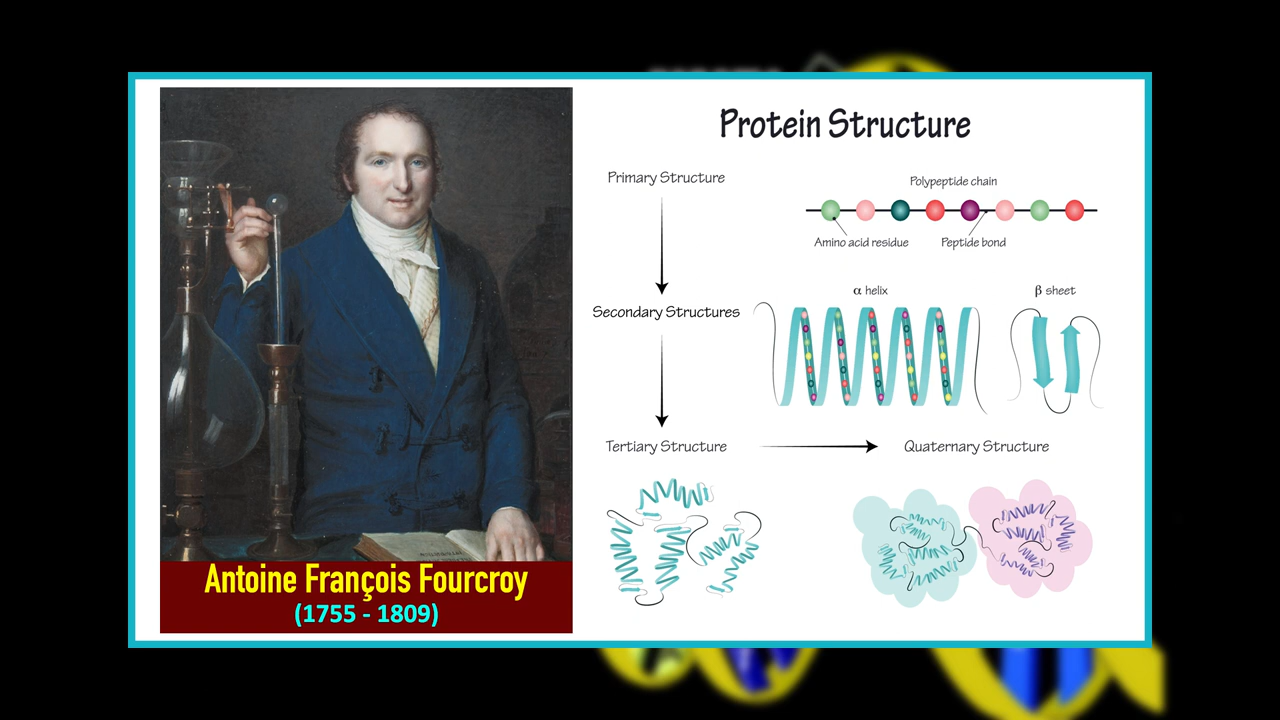 Antoine François Fourcroy
(1755 - 1809)
Protein Structure
Primary Structure
Polypeptide chain
Amino acid residue
Peptide bond
Secondary Structures
α helix
β sheet
Tertiary Structure
Quaternary Structure